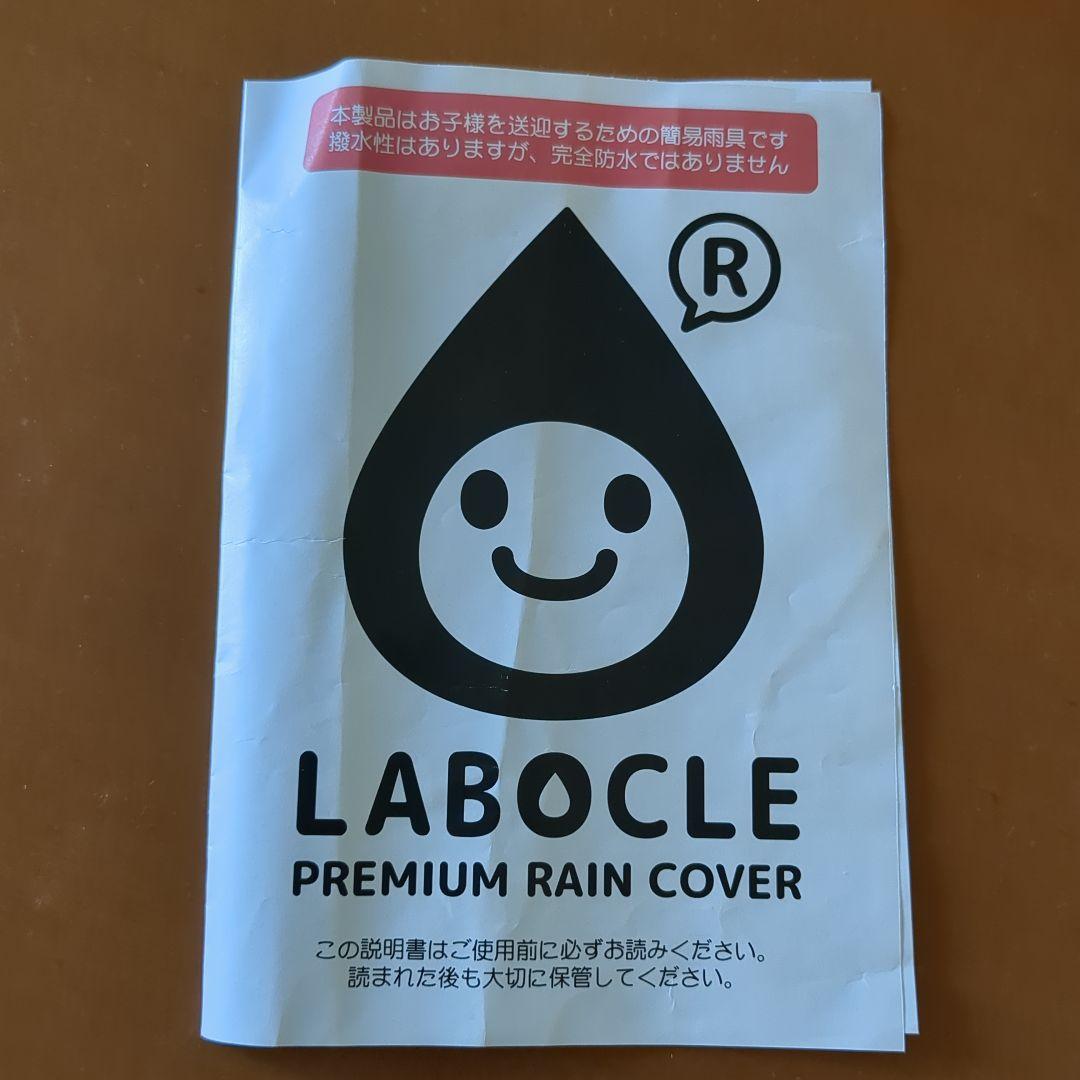 本製品はお子様を送迎するための簡易雨具です
撥水性はありますが、完全防水ではありません
R
LABOCLE
PREMIUM RAIN COVER
この説明書はご使用前に必ずお読みください。
読まれた後も大切に保管してください。